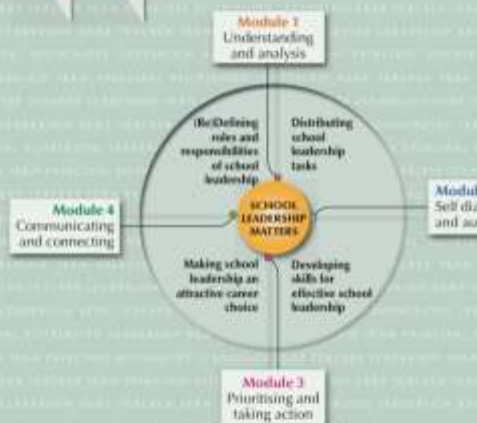 Module 1
Understanding
and analysis
(Re)Defining
roles and
responsibilities
of school
leadership
Distributing
school
leadership
tasks
Module 4
Communicating
and connecting
SCHOOL
LEADERSHIP
MATTERS
Modul
Self dia
and au
Making school
leadership an
attractive career
choice
Developing
skills for
effective school
leadership
Module 3
Prioritising and
taking action